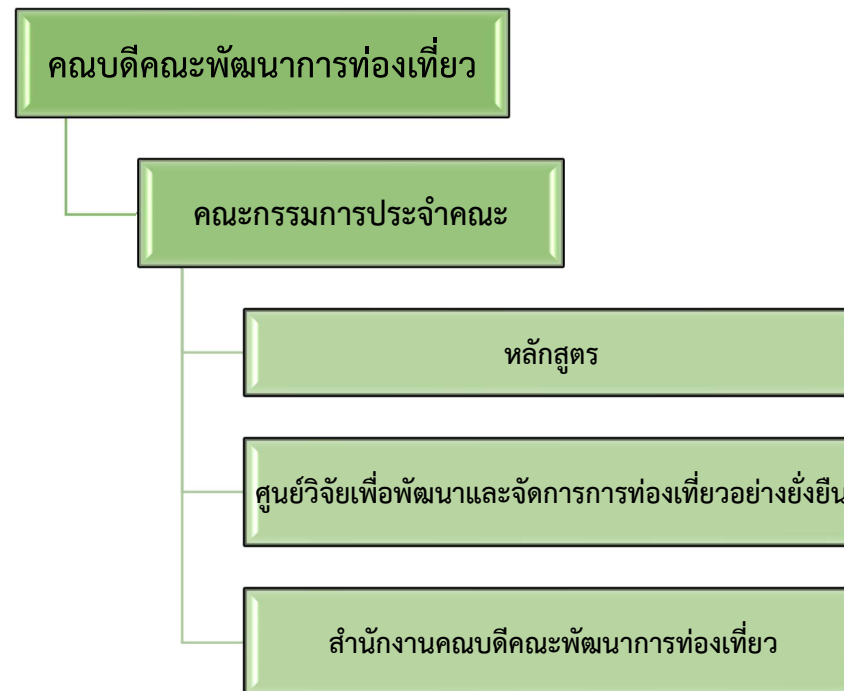 คณบดีคณะพัฒนาการท่องเที่ยว
คณะกรรมการประจำคณะ
หลักสูตร
ศูนย์วิจัยเพื่อพัฒนาและจัดการการท่องเที่ยวอย่างยั่งยืน
สำนักงานคณบดีคณะพัฒนาการท่องเที่ยว